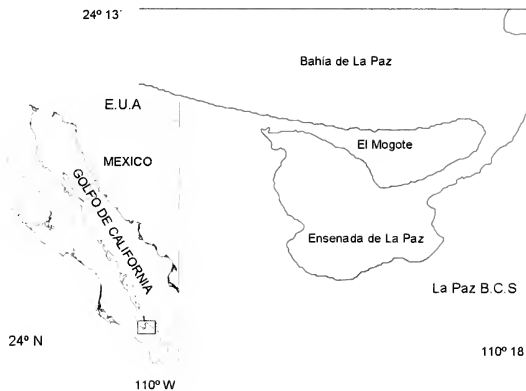 24º 13'
Bahía de La Paz
E.U.A
MEXICO
El Mogote
GOLFO DE CALIFORNIA
Ensenada de La Paz
La Paz B.C.S
24º N
110º 18
110º W